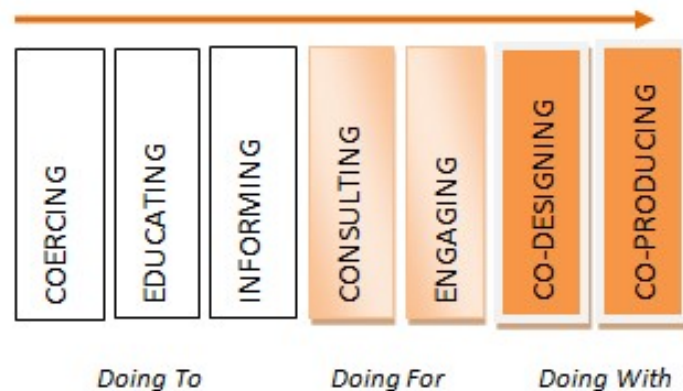 COERCING
EDUCATING
INFORMING
CONSULTING
ENGAGING
CO-DESIGNING
CO-PRODUCING
Doing To
Doing For
Doing With